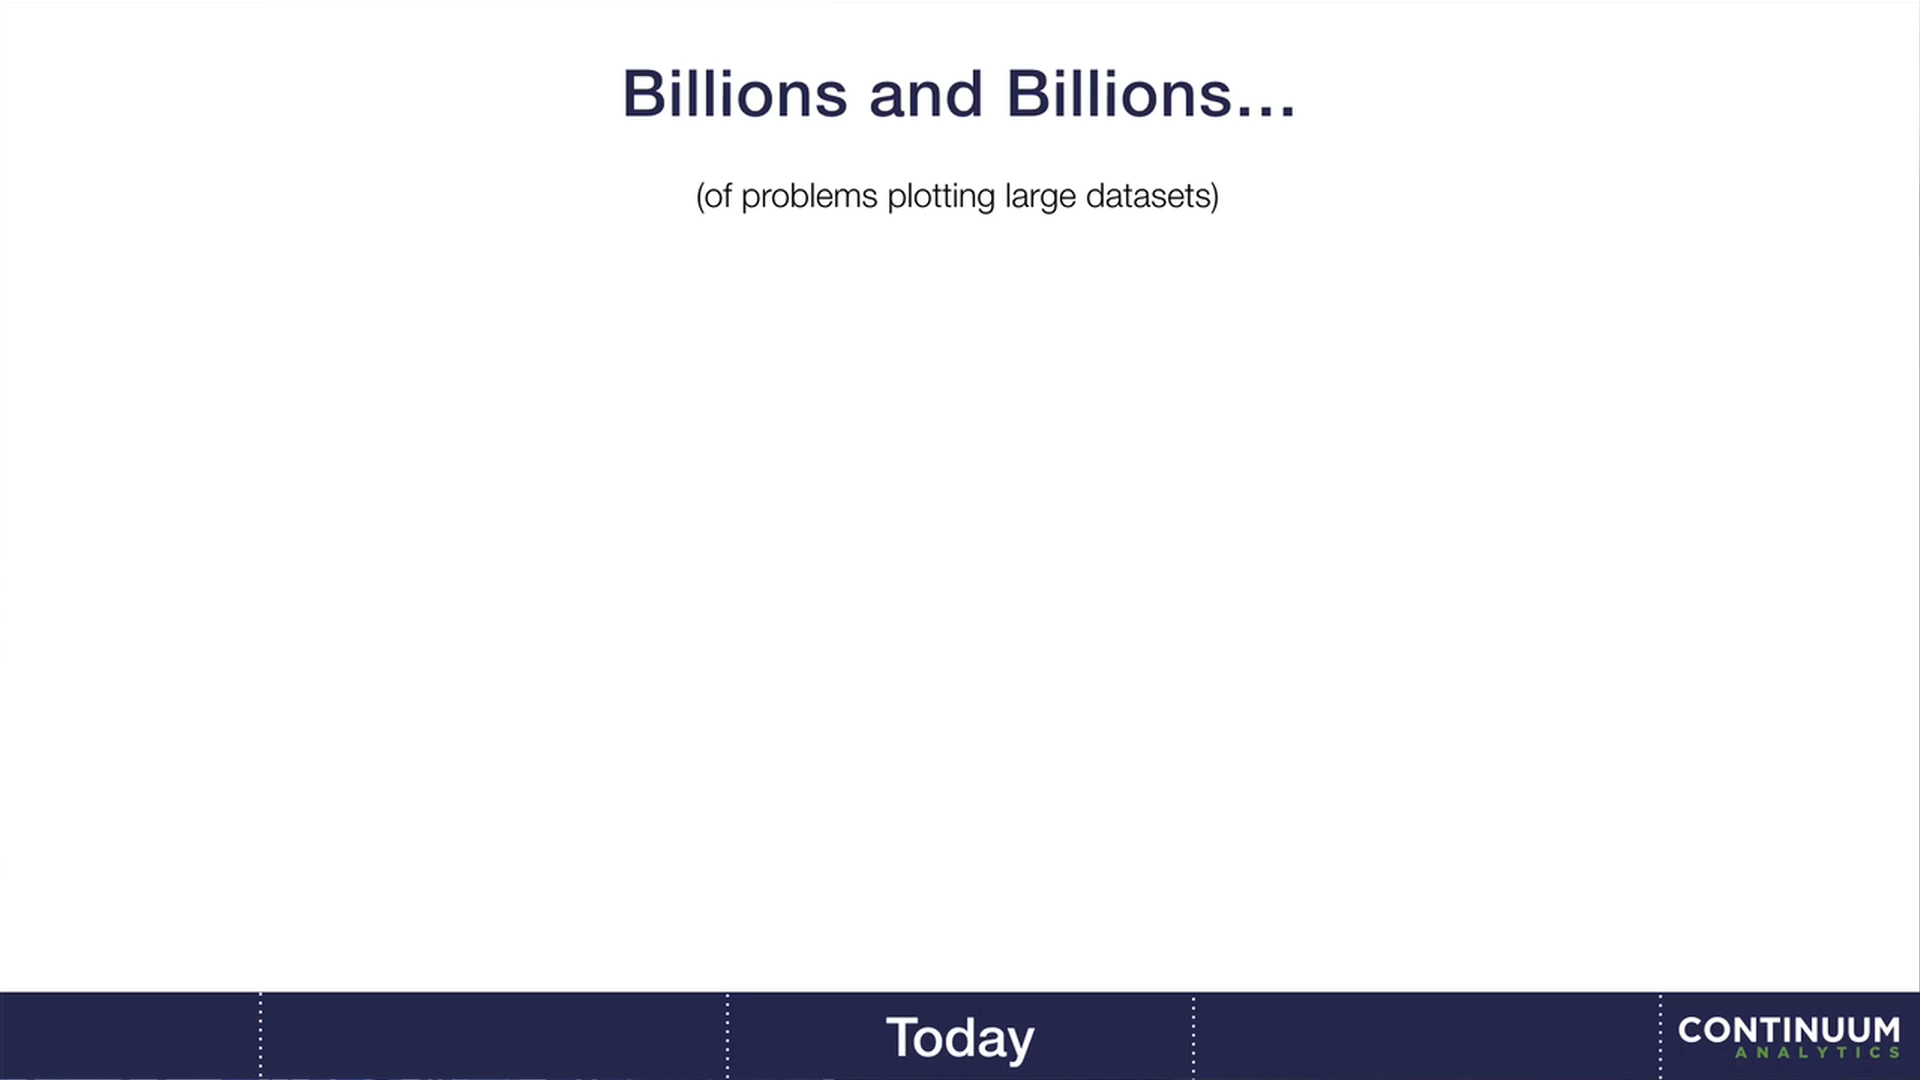 Billions and Billions...
(of problems plotting large datasets)
Today
CONTINUUM
ANALYTICS